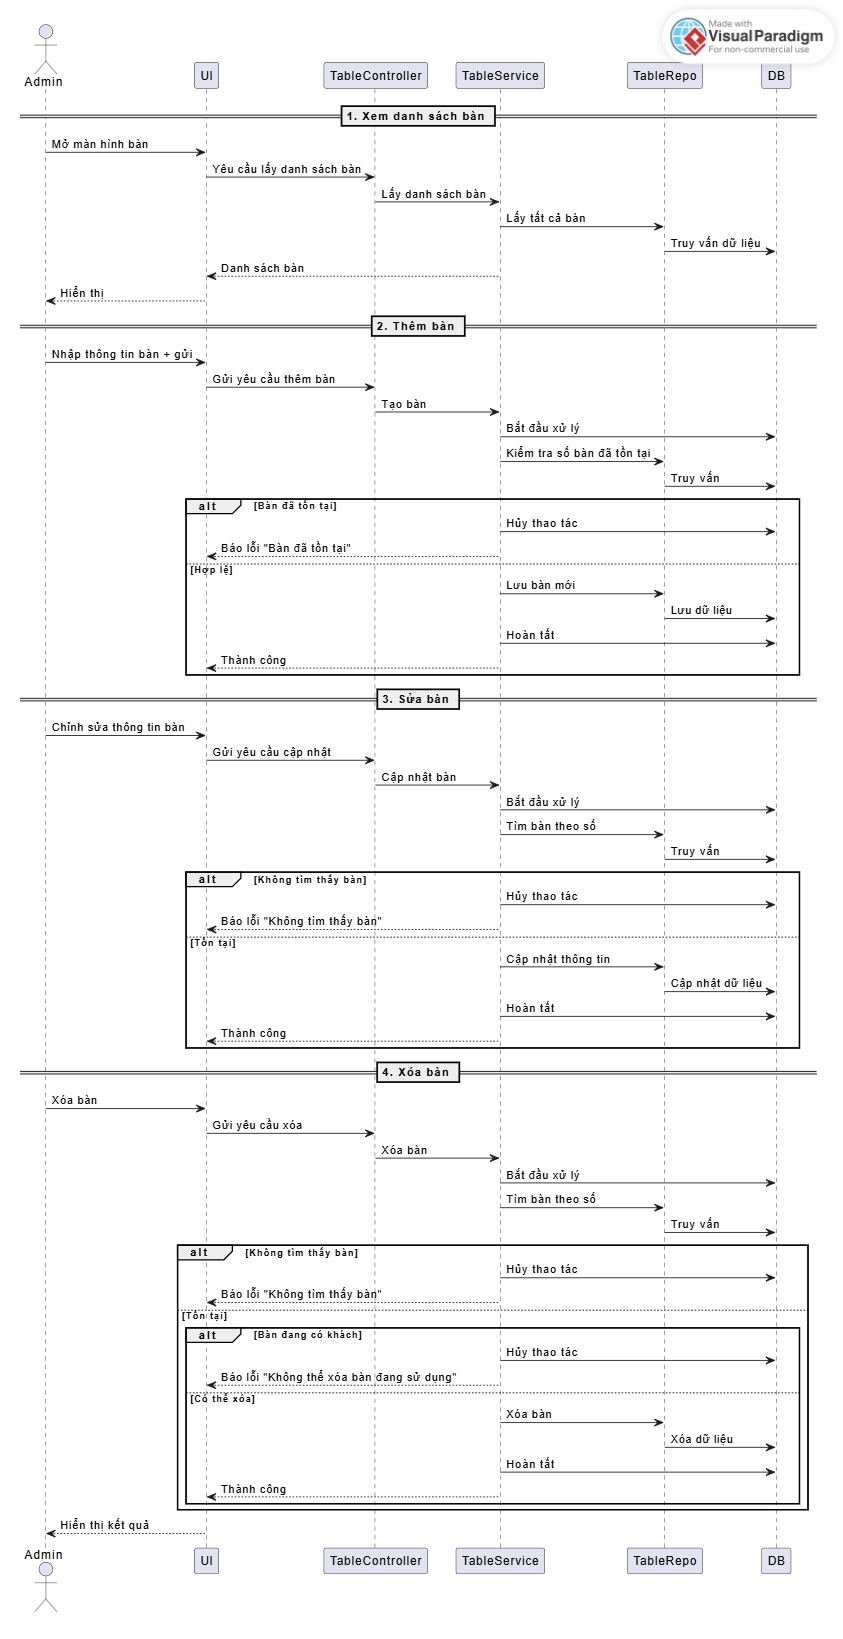 Made with
VisualParadigm
For non-commercial use
Admin
UI
TableController
TableService
TableRepo
DB
1. Xem danh sách bàn
Mở màn hình bàn
Yêu cầu lấy danh sách bàn
Lấy danh sách bàn
Lấy tất cả bàn
Truy vấn dữ liệu
Danh sách bàn
Hiển thị
2. Thêm bàn
Nhập thông tin bàn + gửi
Gửi yêu cầu thêm bàn
Tạo bàn
Bắt đầu xử lý
Kiểm tra số bàn đã tồn tại
Truy vấn
alt [Bàn đã tồn tại]
Hủy thao tác
Báo lỗi "Bàn đã tồn tại"
[Hợp lệ]
Lưu bàn mới
Lưu dữ liệu
Hoàn tất
Thành công
3. Sửa bàn
Chỉnh sửa thông tin bàn
Gửi yêu cầu cập nhật
Cập nhật bàn
Bắt đầu xử lý
Tìm bàn theo số
Truy vấn
alt [Không tìm thấy bàn]
Hủy thao tác
Báo lỗi "Không tìm thấy bàn"
[Tồn tại]
Cập nhật thông tin
Cập nhật dữ liệu
Hoàn tất
Thành công
4. Xóa bàn
Xóa bàn
Gửi yêu cầu xóa
Xóa bàn
Bắt đầu xử lý
Tìm bàn theo số
Truy vấn
alt [Không tìm thấy bàn]
Hủy thao tác
Báo lỗi "Không tìm thấy bàn"
[Tồn tại]
alt [Bàn đang có khách]
Hủy thao tác
Báo lỗi "Không thể xóa bàn đang sử dụng"
[Có thể xóa]
Xóa bàn
Xóa dữ liệu
Hoàn tất
Thành công
Hiển thị kết quả
Admin
UI
TableController
TableService
TableRepo
DB